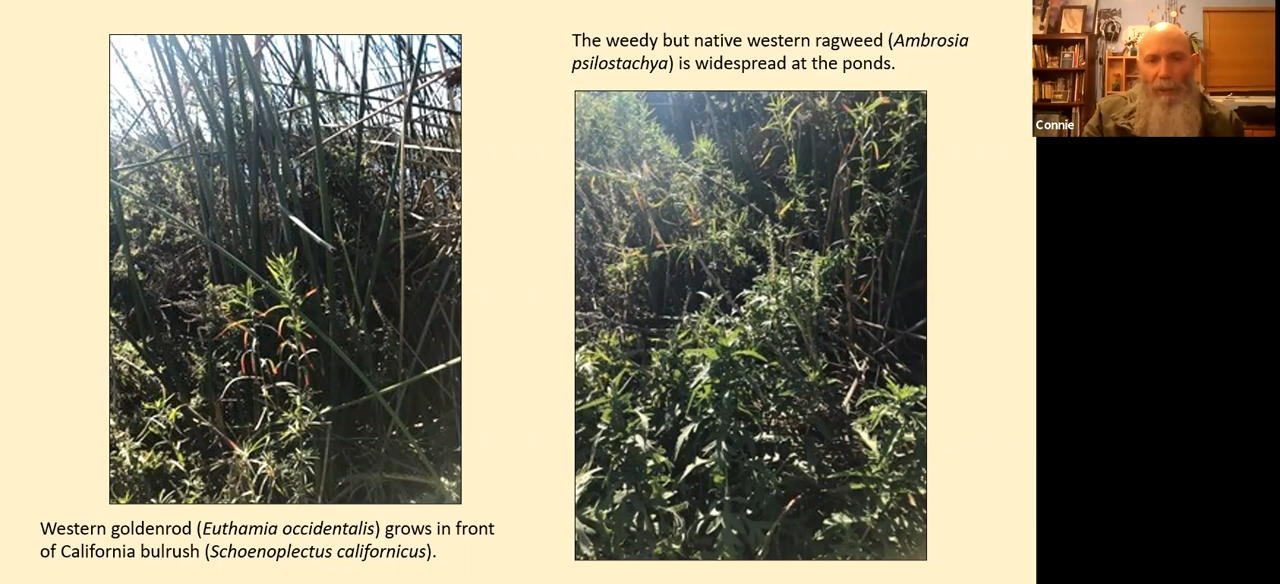 The weedy but native western ragweed (Ambrosia
psilostachya) is widespread at the ponds.
Connie
Western goldenrod (Euthamia occidentalis) grows in front
of California bulrush (Schoenoplectus californicus).